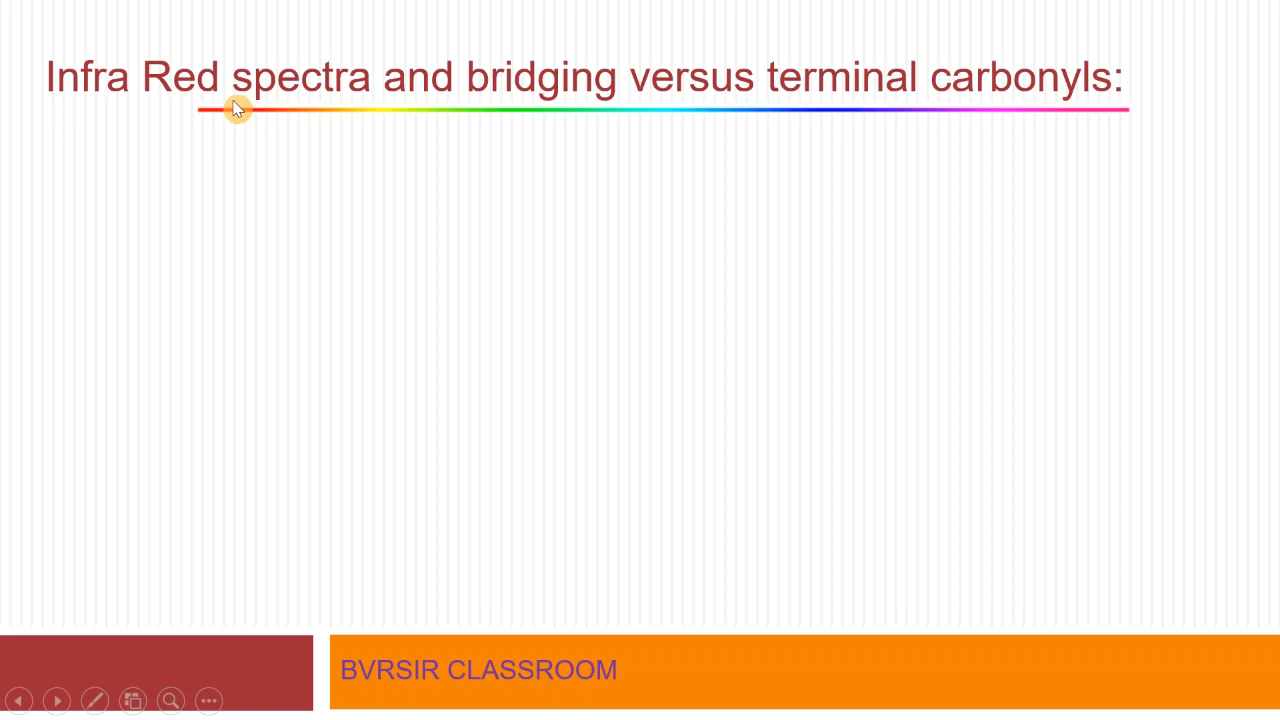 Infra Red spectra and bridging versus terminal carbonyls:
BVRSIR CLASSROOM